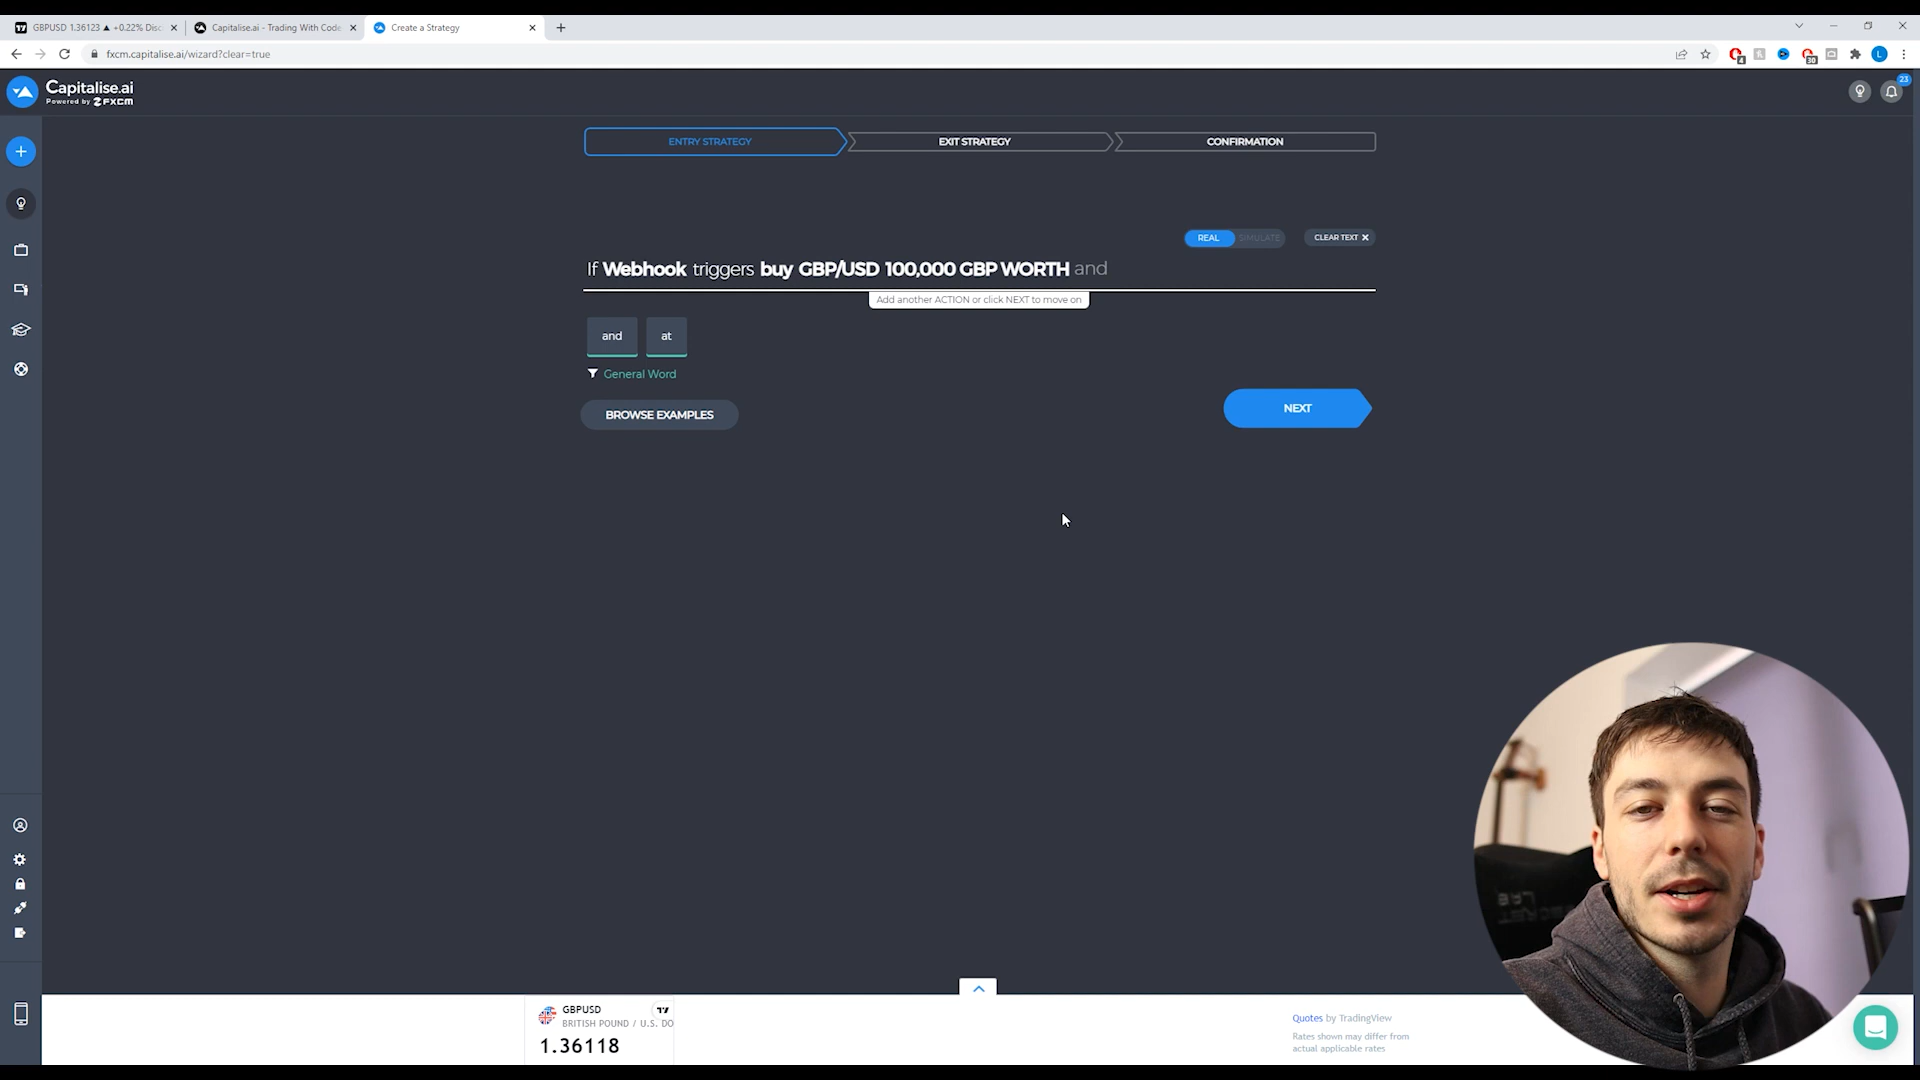 GBPUSD 1.36123 ▲ +0.22% Disc
Capitalise.ai - Trading With Code
Create a Strategy
fxcm.capitalise.ai/wizard?clear=true
4
30
L
Capitalise.ai
Powered by FXCM
23
ENTRY STRATEGY
EXIT STRATEGY
CONFIRMATION
REAL
SIMULATE
CLEAR TEXT X
If Webhook triggers buy GBP/USD 100,000 GBP WORTH and
Add another ACTION or click NEXT to move on
and
at
General Word
BROWSE EXAMPLES
NEXT
GBPUSD
BRITISH POUND / U.S. DO
1.36118
Quotes by TradingView
Rates shown may differ from
actual applicable rates